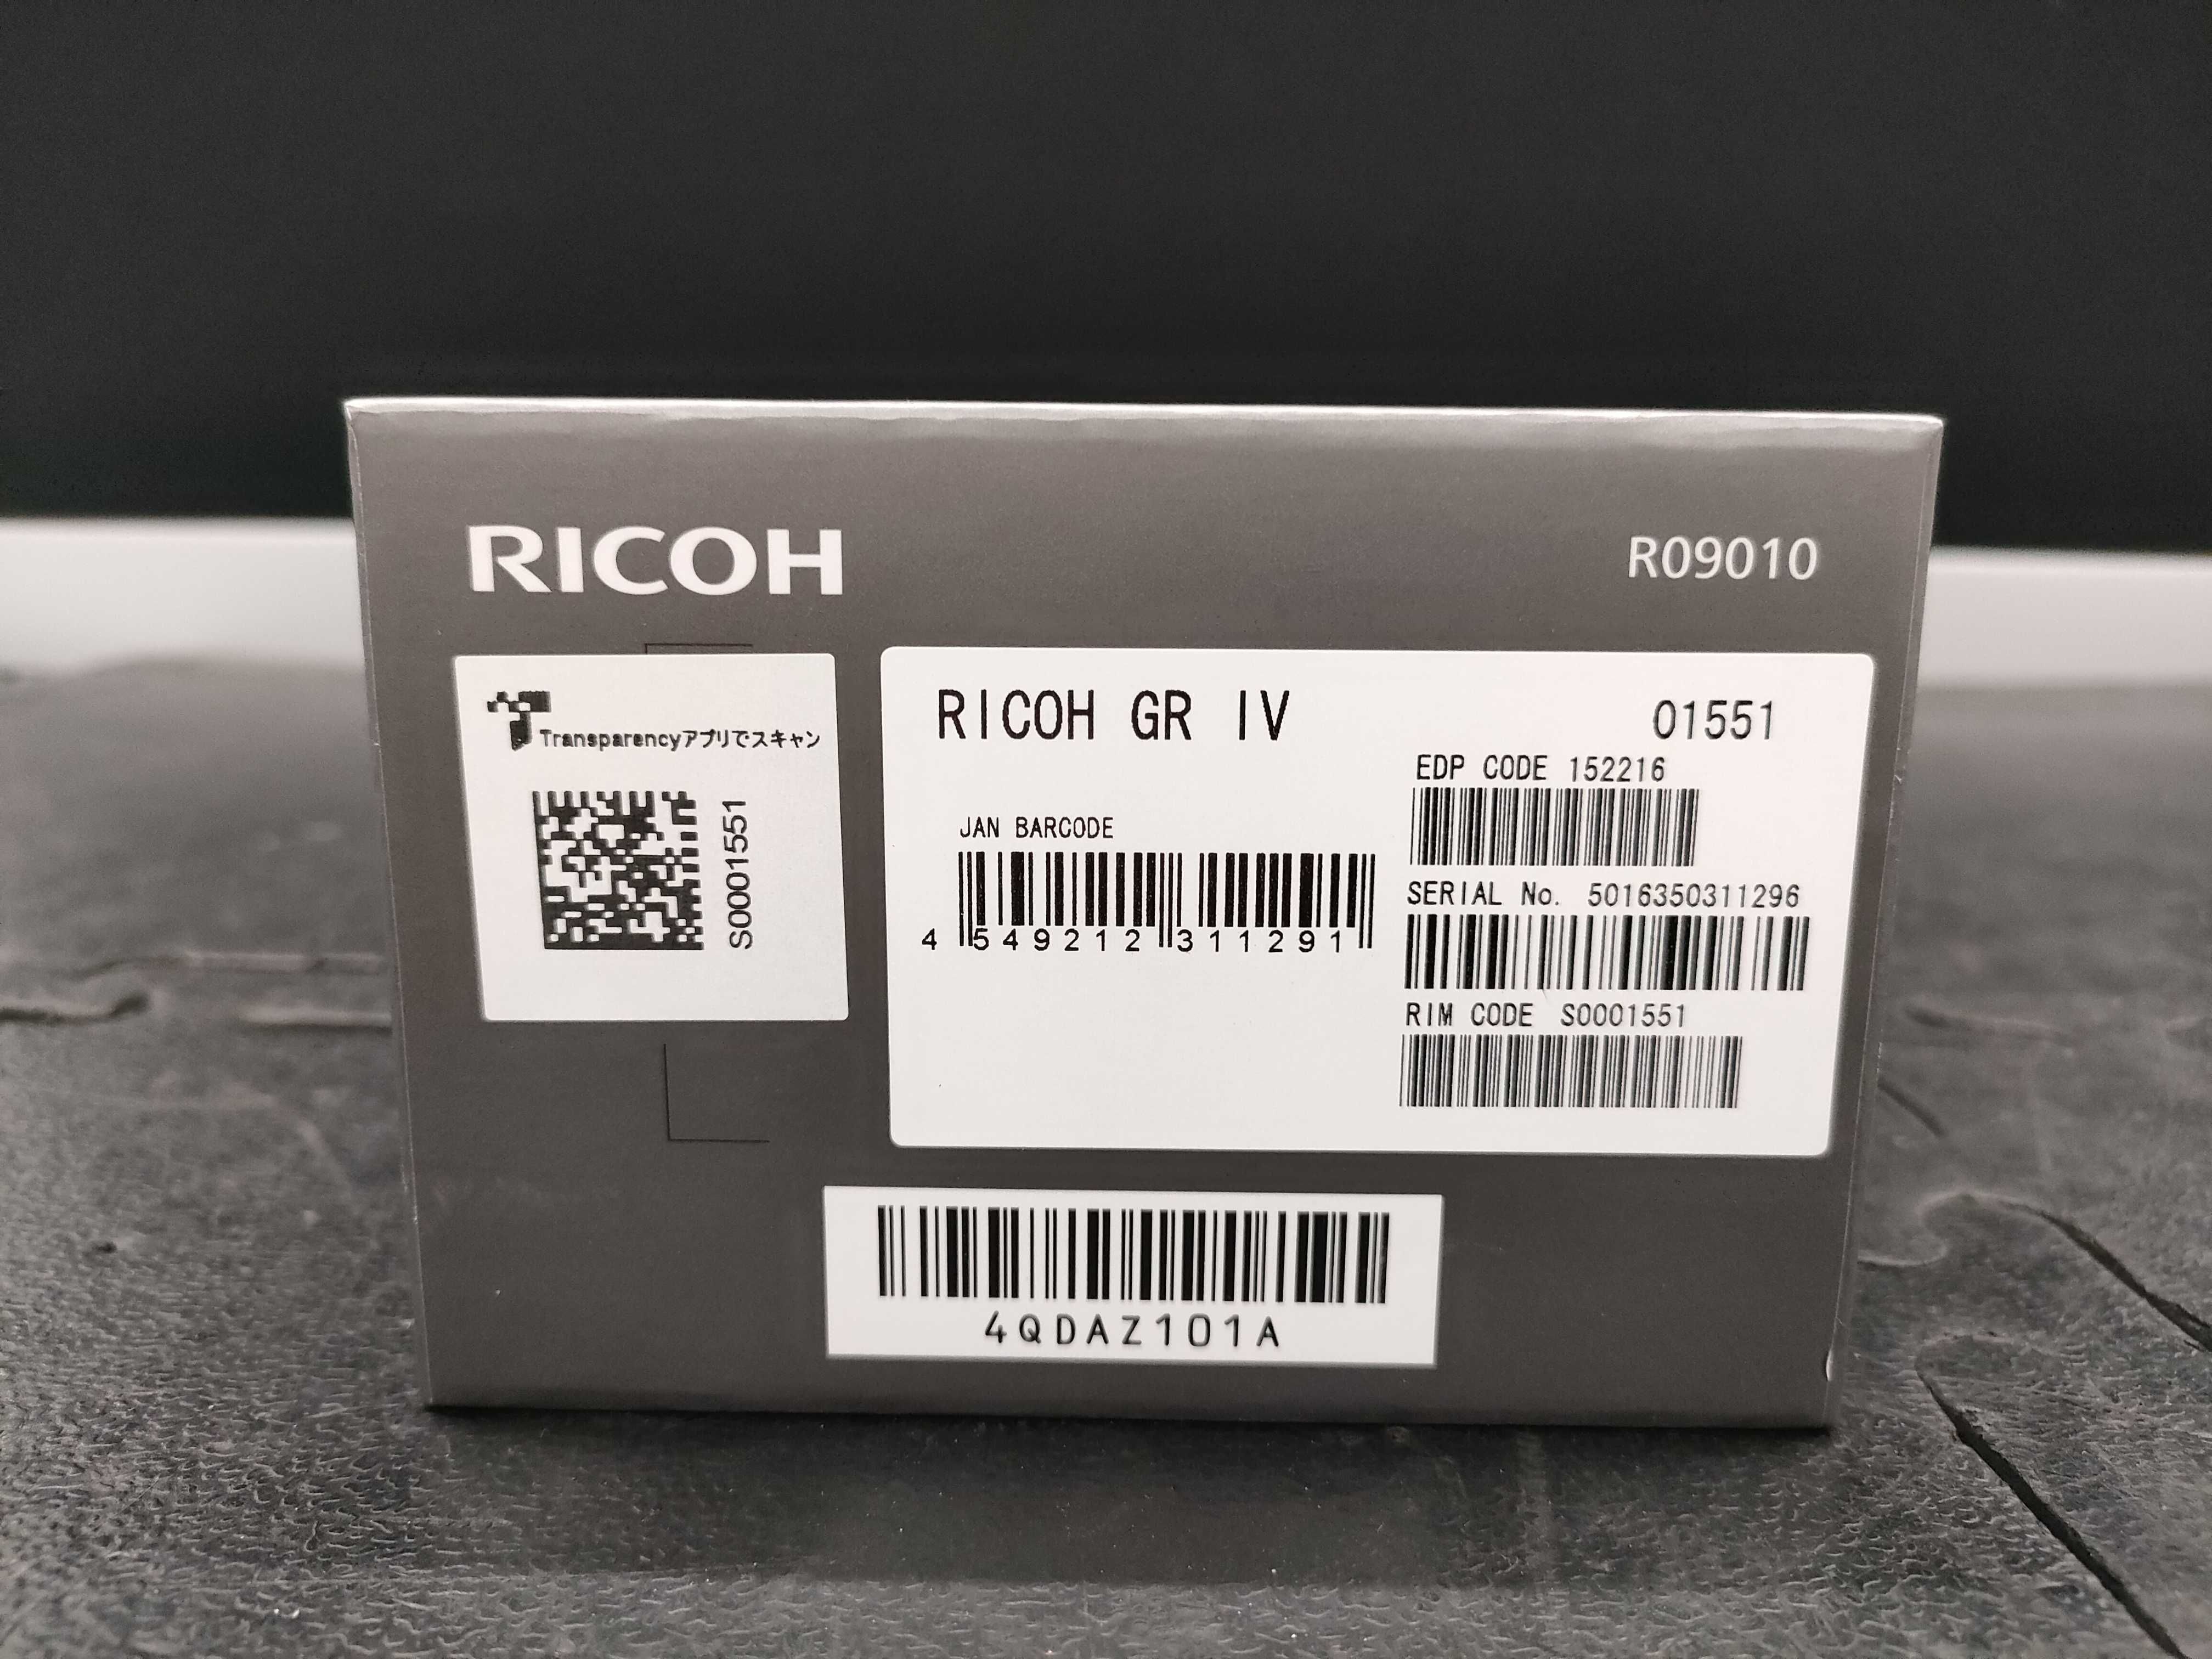 RICOH
R09010
Transparencyアプリでスキャン
S0001551
RICOH GR IV
01551
EDP CODE 152216
JAN BARCODE
4 549212 311291
SERIAL No. 5016350311296
RIM CODE S0001551
4QDAZ101A